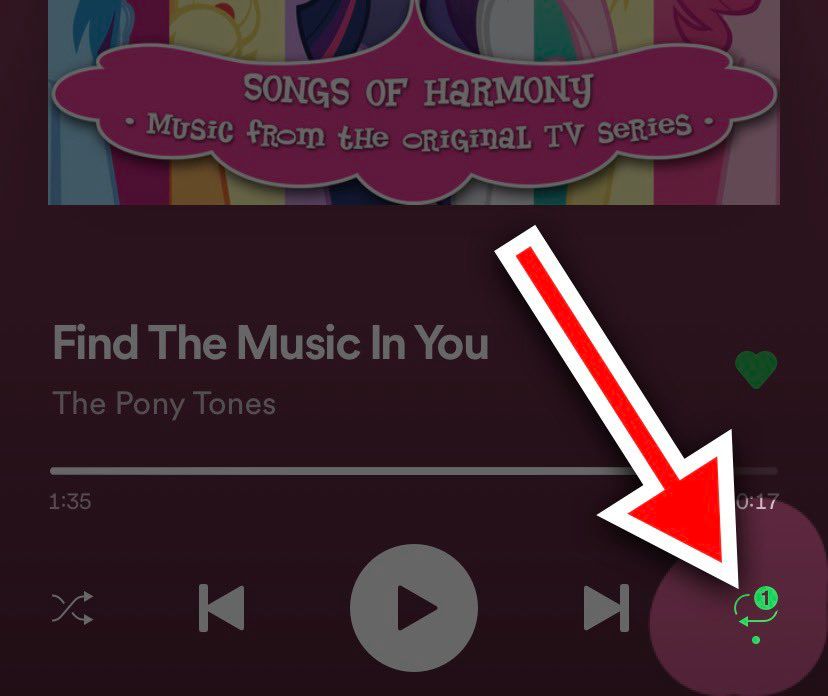 SONGS OF HARMONY
• MUSIC FROM THE ORIGINAL TV SERIES •
Find The Music In You
The Pony Tones
1:35
0:17
1